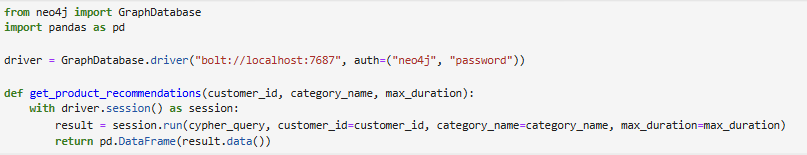 from neo4j import GraphDatabase
import pandas as pd
driver = GraphDatabase.driver("bolt://localhost:7687", auth=("neo4j", "password"))
def get_product_recommendations(customer_id, category_name, max_duration):
    with driver.session() as session:
        result = session.run(cypher_query, customer_id=customer_id, category_name=category_name, max_duration=max_duration)
        return pd.DataFrame(result.data())